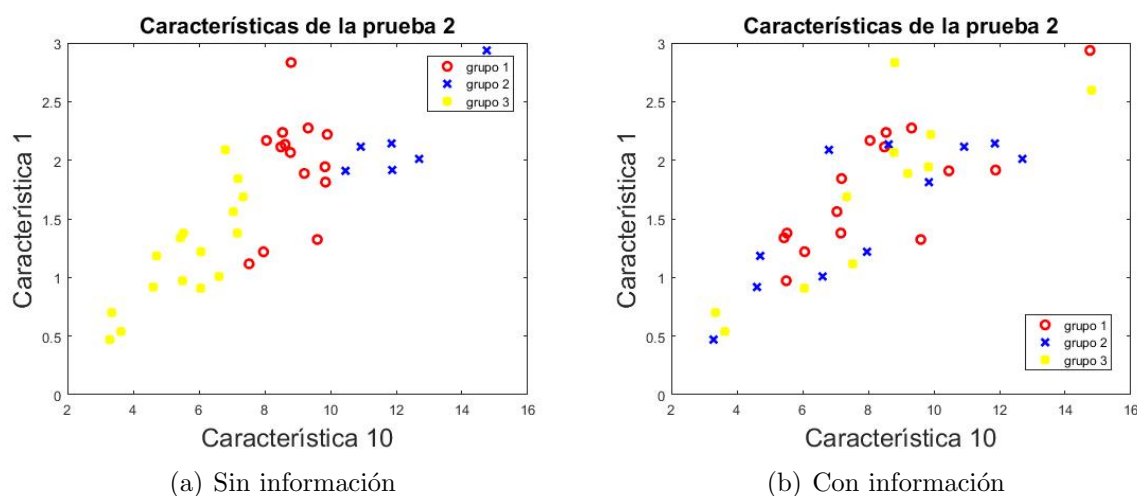 Características de la prueba 2
3
2.5
2
1.5
1
0.5
0
2 4 6 8 10 12 14 16
Característica 1
Característica 10
grupo 1
grupo 2
grupo 3
(a) Sin información
Características de la prueba 2
3
2.5
2
1.5
1
0.5
0
2 4 6 8 10 12 14 16
Característica 1
Característica 10
grupo 1
grupo 2
grupo 3
(b) Con información